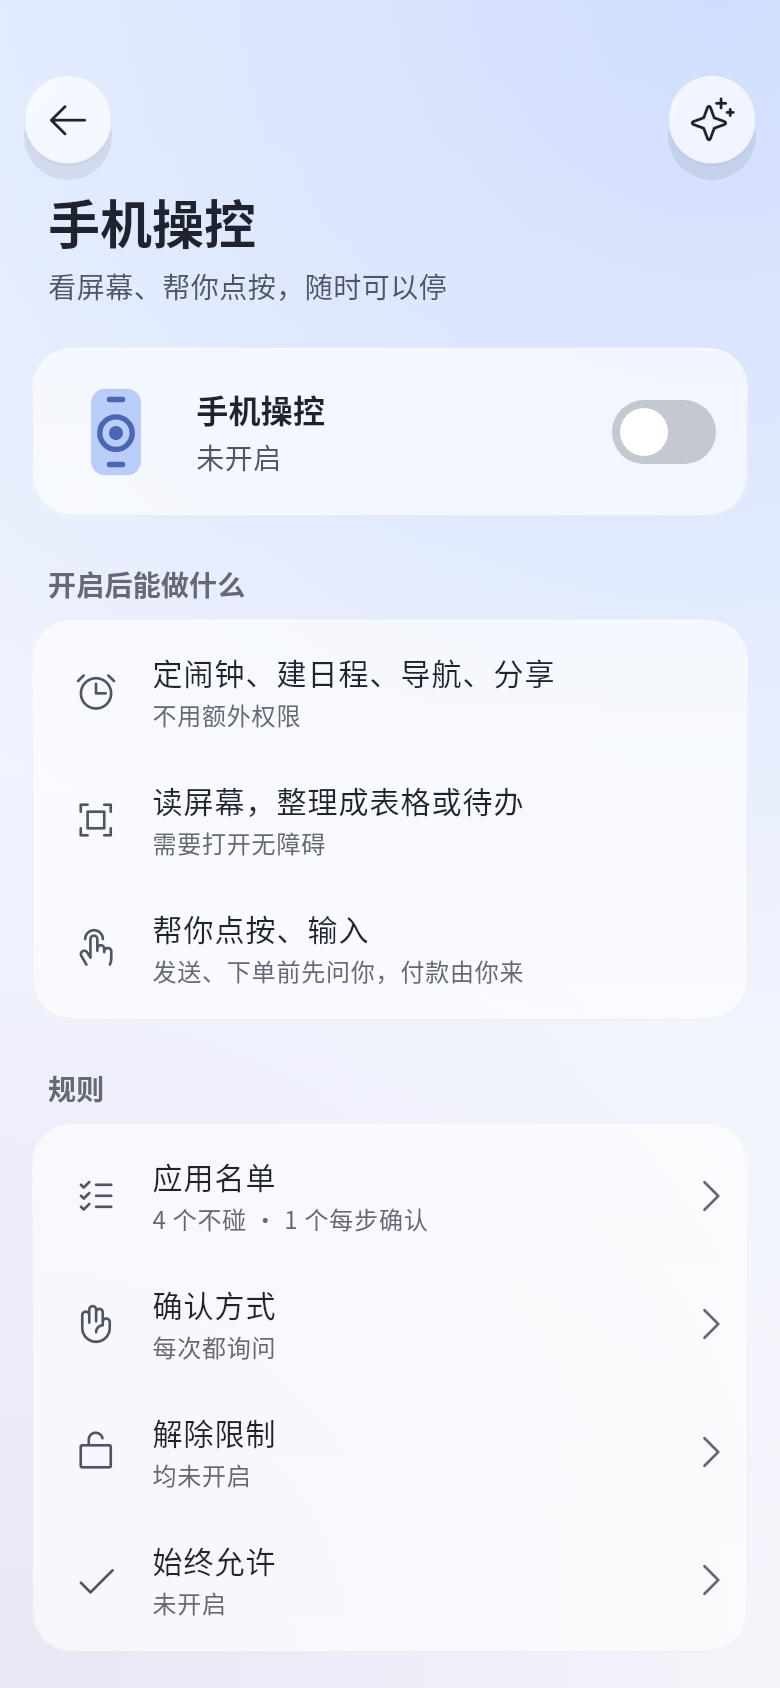 手机操控
看屏幕、帮你点按，随时可以停
手机操控
未开启
开启后能做什么
定闹钟、建日程、导航、分享
不用额外权限
读屏幕，整理成表格或待办
需要打开无障碍
帮你点按、输入
发送、下单前先问你，付款由你来
规则
应用名单
4 个不碰 · 1 个每步确认
确认方式
每次都询问
解除限制
均未开启
始终允许
未开启